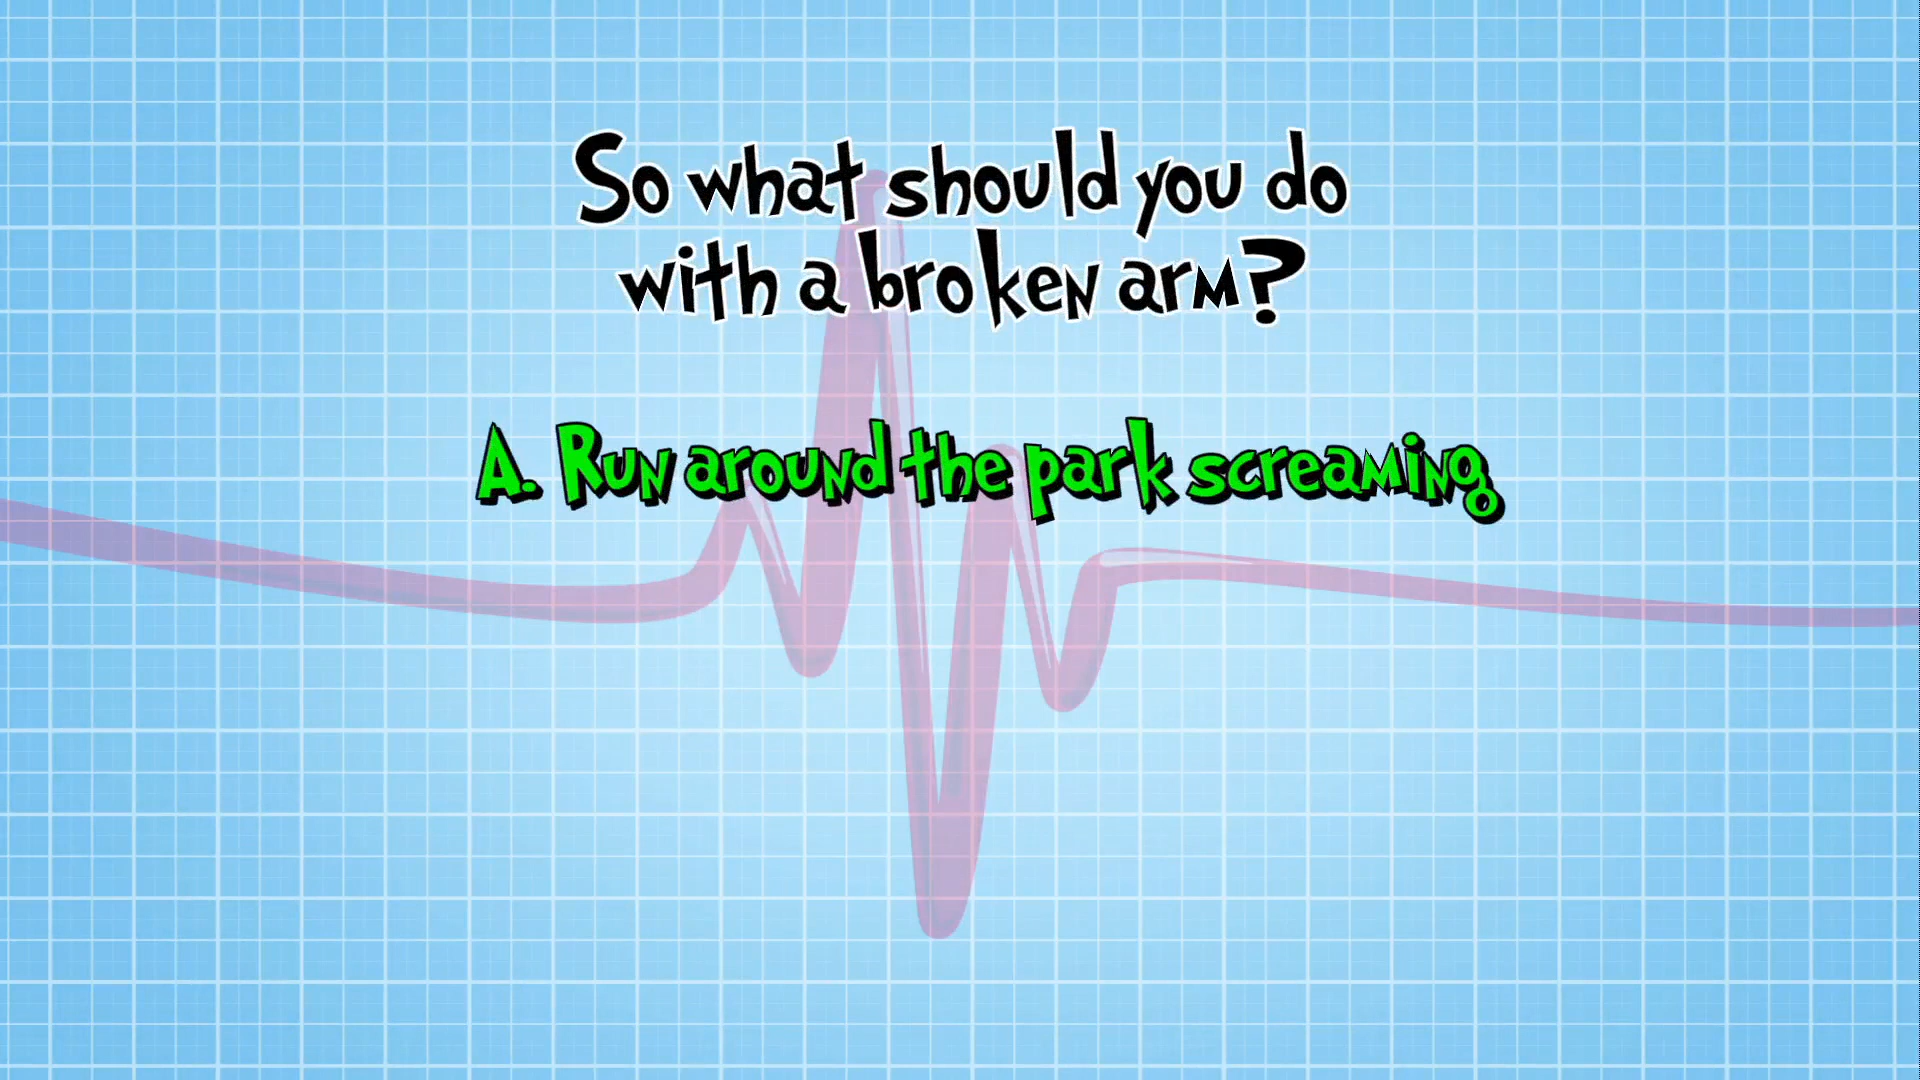 So what should you do
with a broken arm?
A. Run around the park screaming